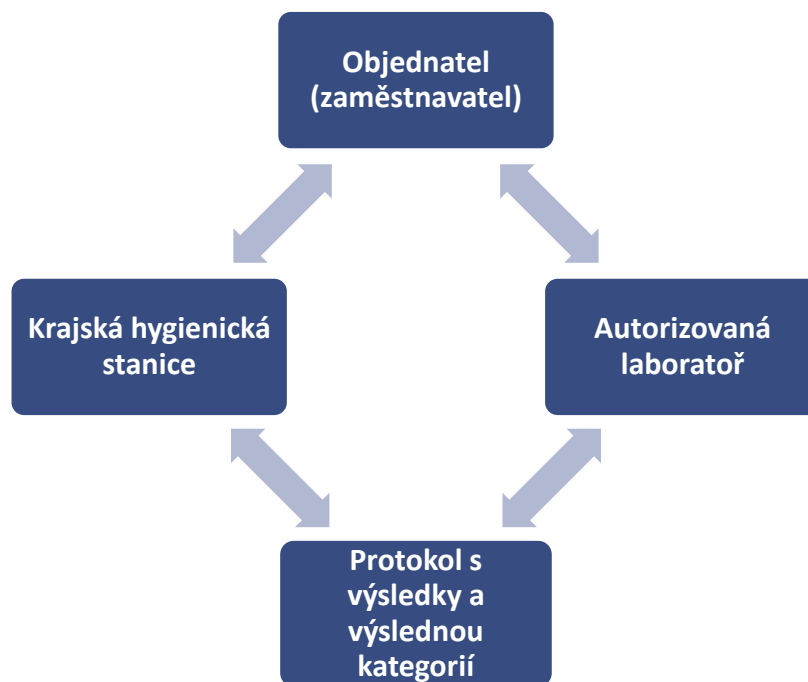 Objednatel
(zaměstnavatel)
Krajská hygienická
stanice
Autorizovaná
laboratoř
Protokol s
výsledky a
výslednou
kategorií